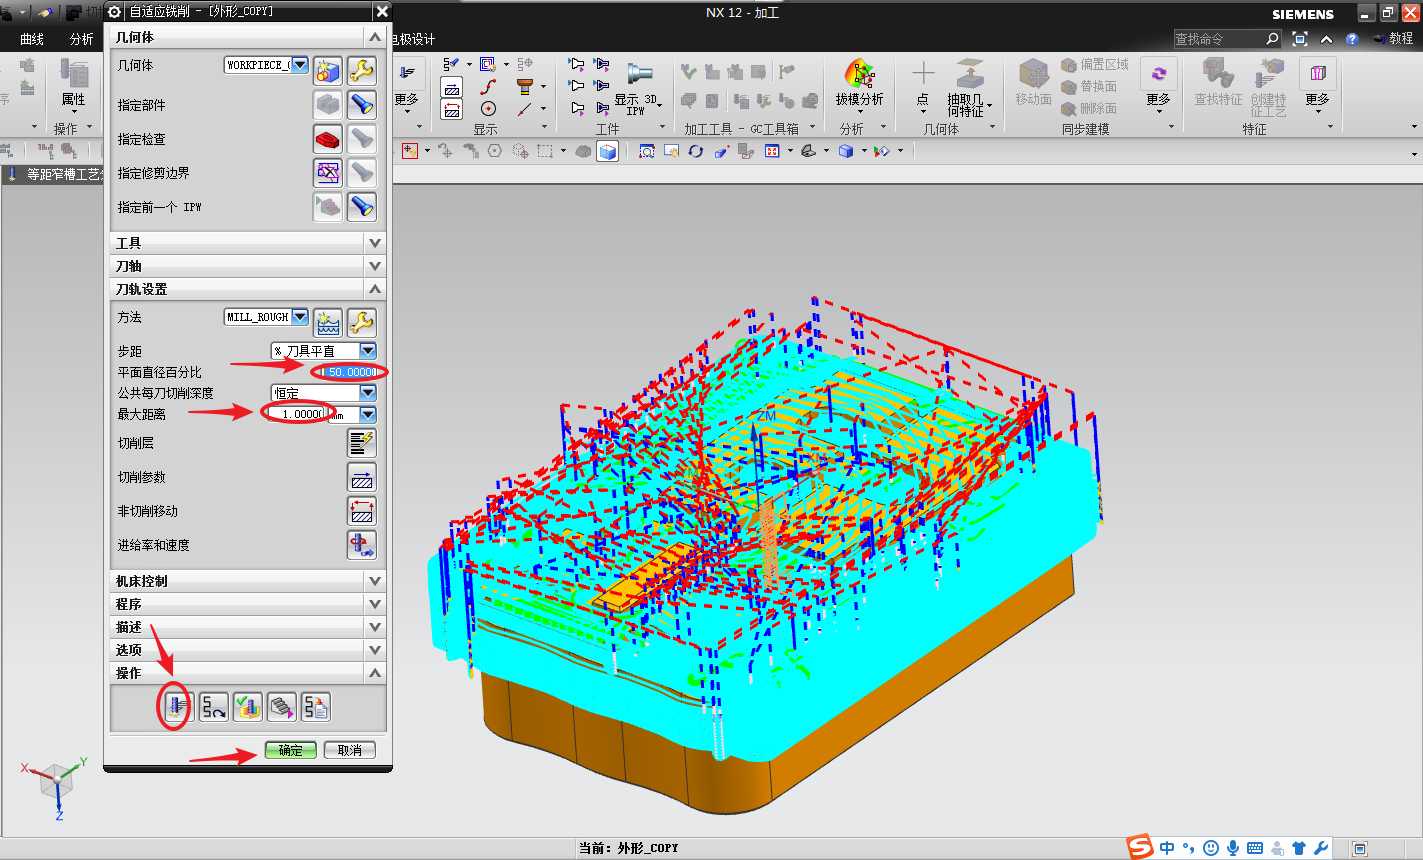 自适应铣削 - [外形_COPY]
NX 12 - 加工
SIEMENS
曲线
分析
电极设计
查找命令
教程
几何体
几何体
WORKPIECE_(
指定部件
指定检查
指定修剪边界
指定前一个 IPW
工具
刀轴
刀轨设置
方法
MILL_ROUGH
步距
% 刀具平直
平面直径百分比
50.00000
公共每刀切削深度
恒定
最大距离
1.00000
mm
切削层
切削参数
非切削移动
进给率和速度
机床控制
程序
描述
选项
操作
确定
取消
属性
操作
更多
显示
显示 3D
IPW
工件
加工工具 - GC工具箱
拔模分析
分析
点
抽取几
何特征
几何体
移动面
偏置区域
替换面
删除面
更多
同步建模
查找特征
创建特
征工艺
更多
特征
等距窄槽工艺
ZM
X
Y
Z
当前: 外形_COPY
中